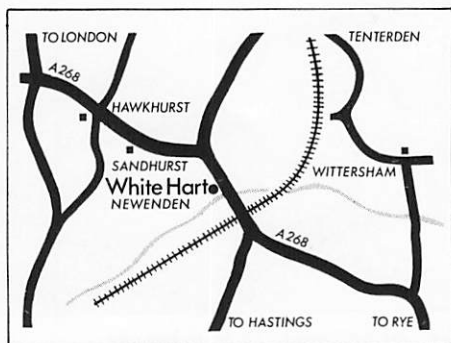 TO LONDON
TENTERDEN
A268
HAWKHURST
SANDHURST
WITTERSHAM
White Hart
NEWENDEN
A268
TO HASTINGS
TO RYE